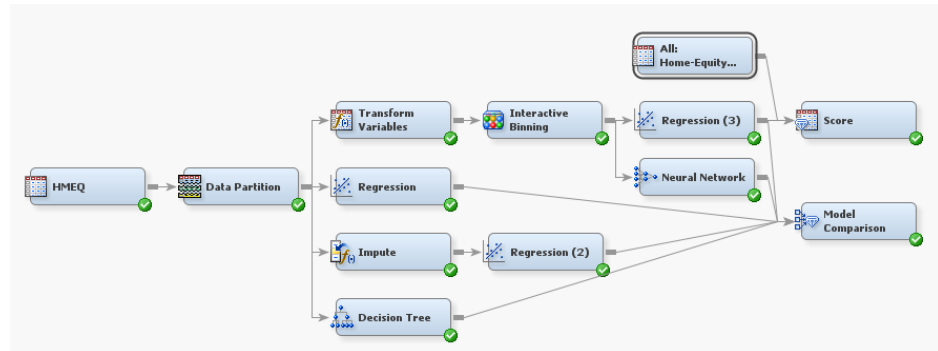 All:
Home-Equity...
Transform
Variables
Interactive
Binning
Regression (3)
Score
HMEQ
Data Partition
Regression
Neural Network
Model
Comparison
Impute
Regression (2)
Decision Tree